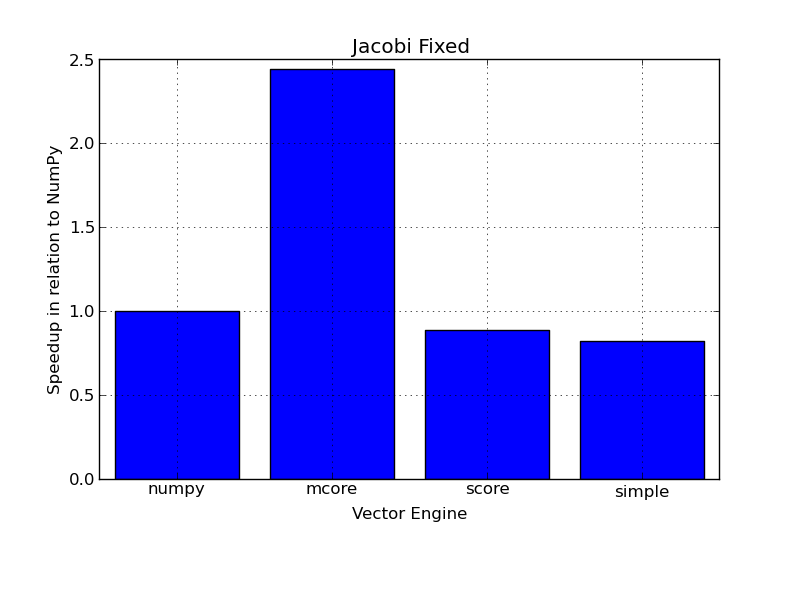 Jacobi Fixed
2.5
2.0
1.5
1.0
0.5
0.0
Speedup in relation to NumPy
numpy mcore score simple
Vector Engine